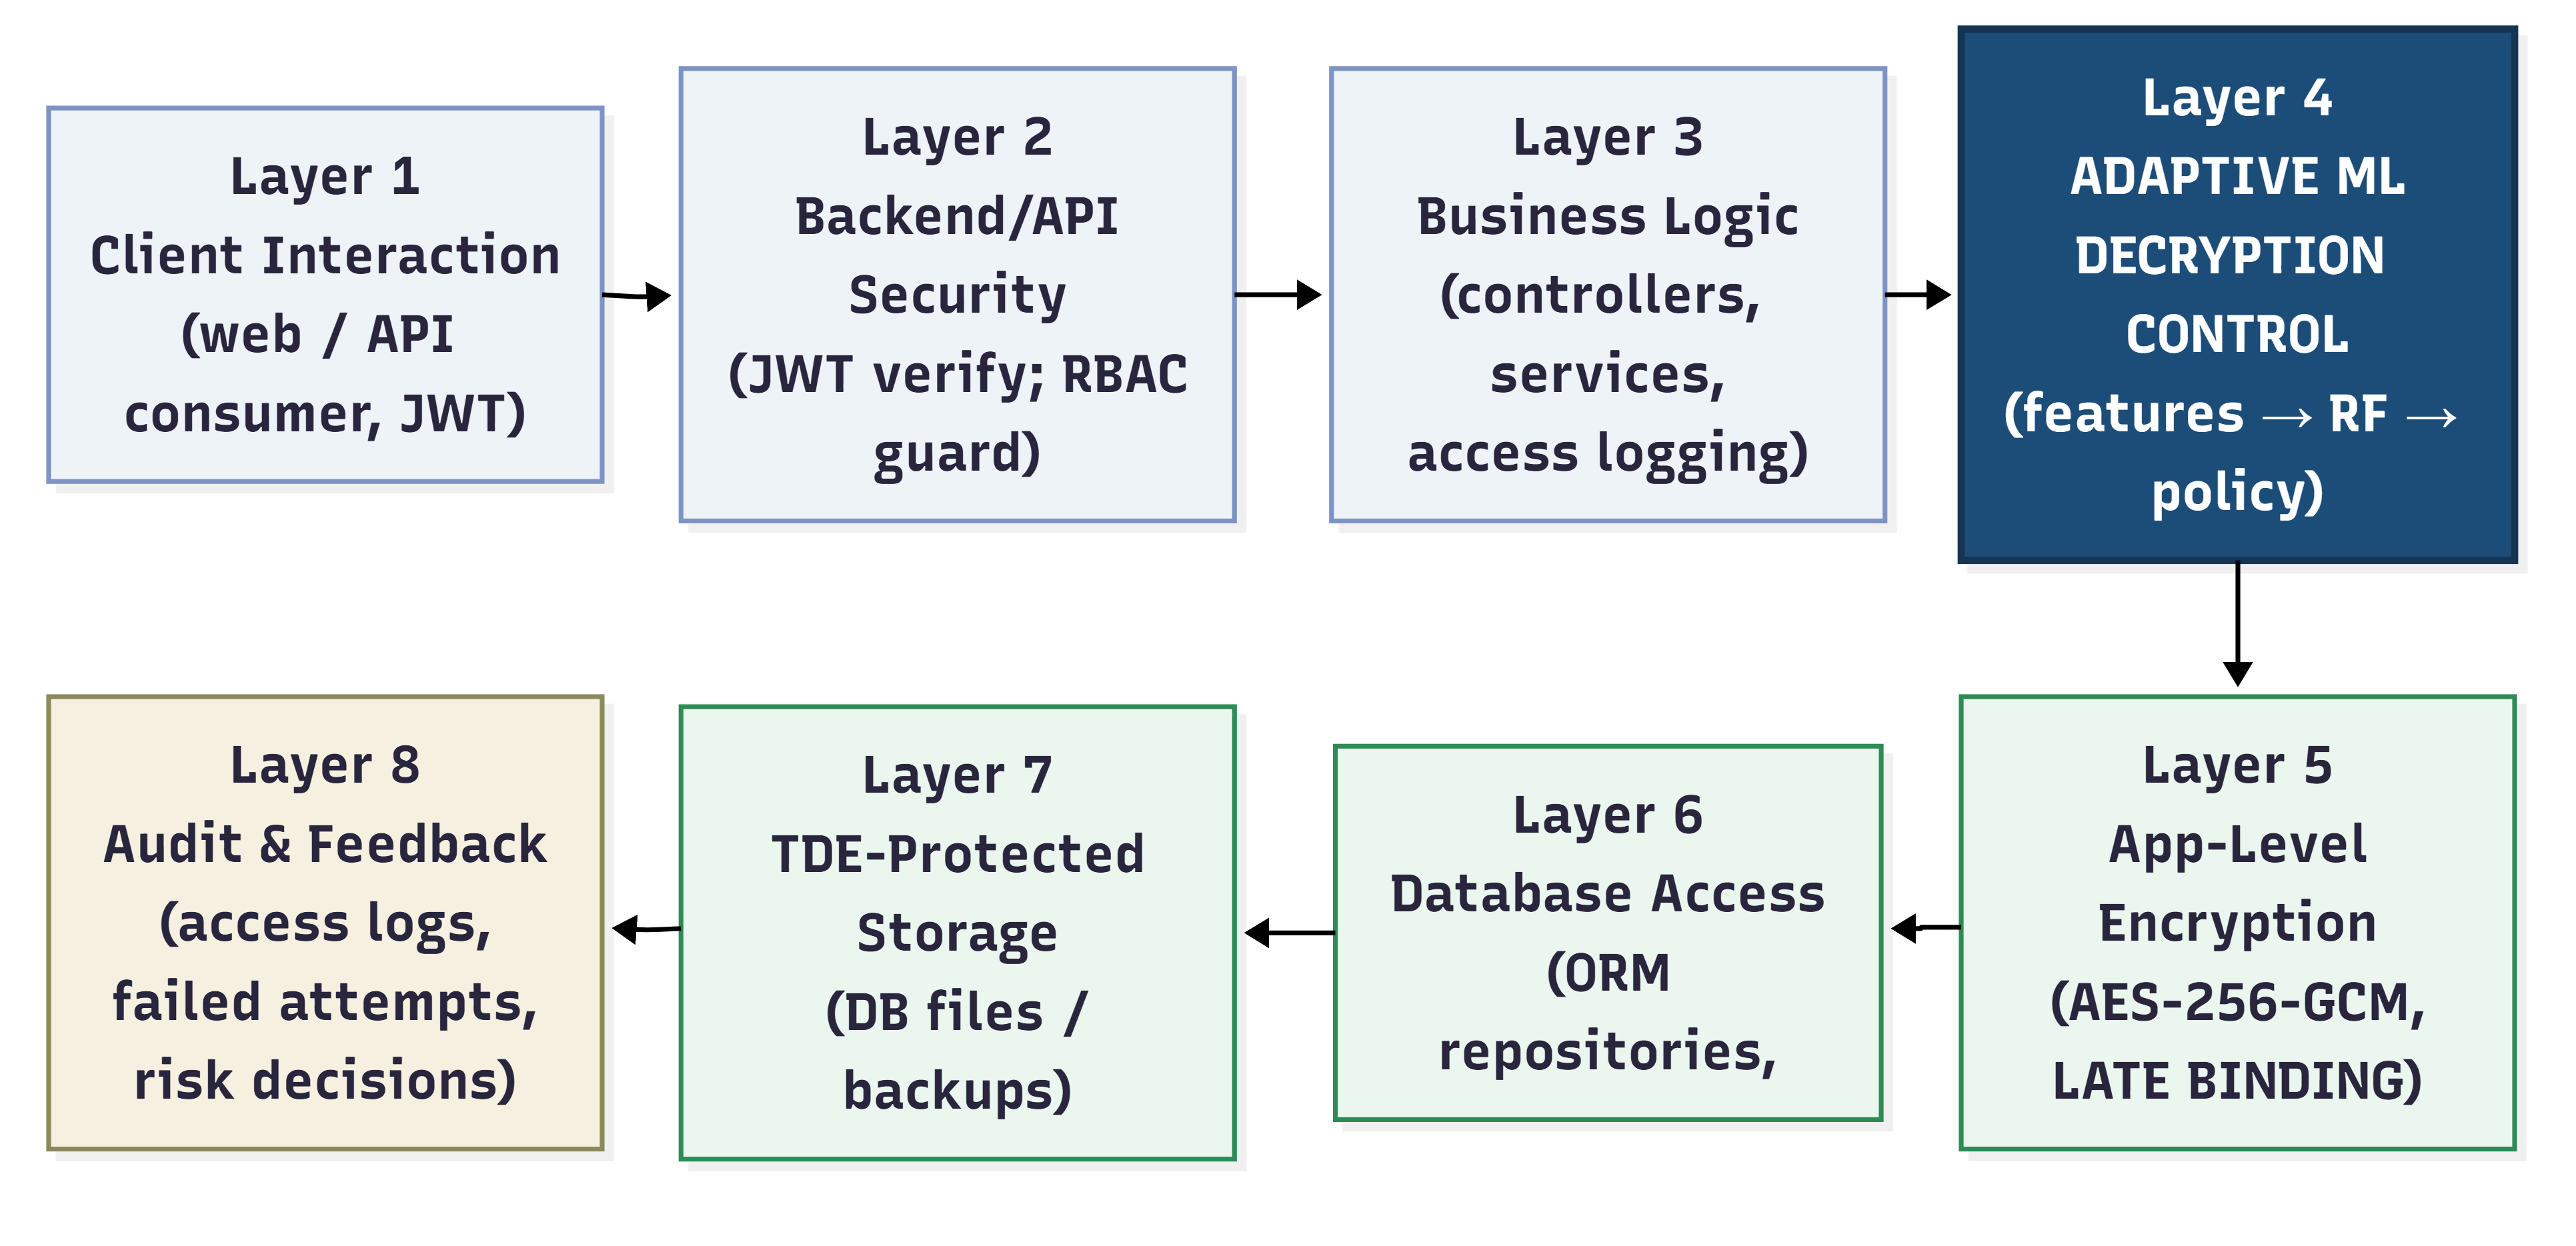 Layer 1
Client Interaction
(web / API
consumer, JWT)
Layer 2
Backend/API
Security
(JWT verify; RBAC
guard)
Layer 3
Business Logic
(controllers,
services,
access logging)
Layer 4
ADAPTIVE ML
DECRYPTION
CONTROL
(features → RF →
policy)
Layer 5
App-Level
Encryption
(AES-256-GCM,
LATE BINDING)
Layer 6
Database Access
(ORM
repositories,
Layer 7
TDE-Protected
Storage
(DB files /
backups)
Layer 8
Audit & Feedback
(access logs,
failed attempts,
risk decisions)